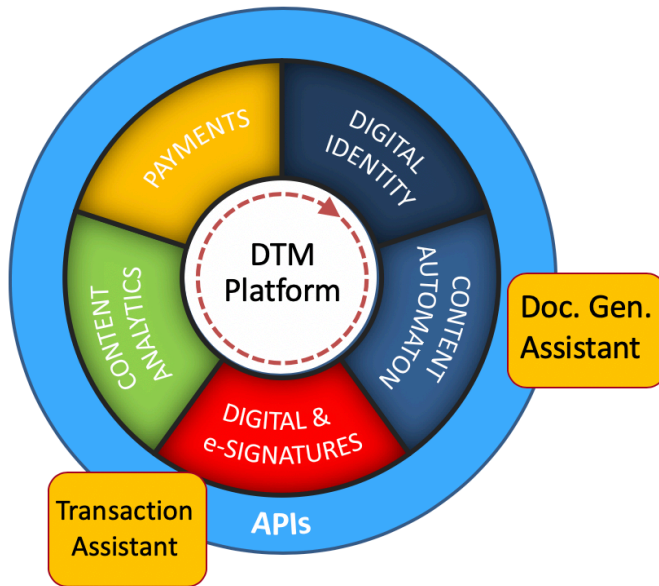 PAYMENTS
DIGITAL
IDENTITY
DTM
Platform
CONTENT
ANALYTICS
CONTENT
AUTOMATON
Doc. Gen.
Assistant
DIGITAL &
e-SIGNATURES
Transaction
Assistant
APIs